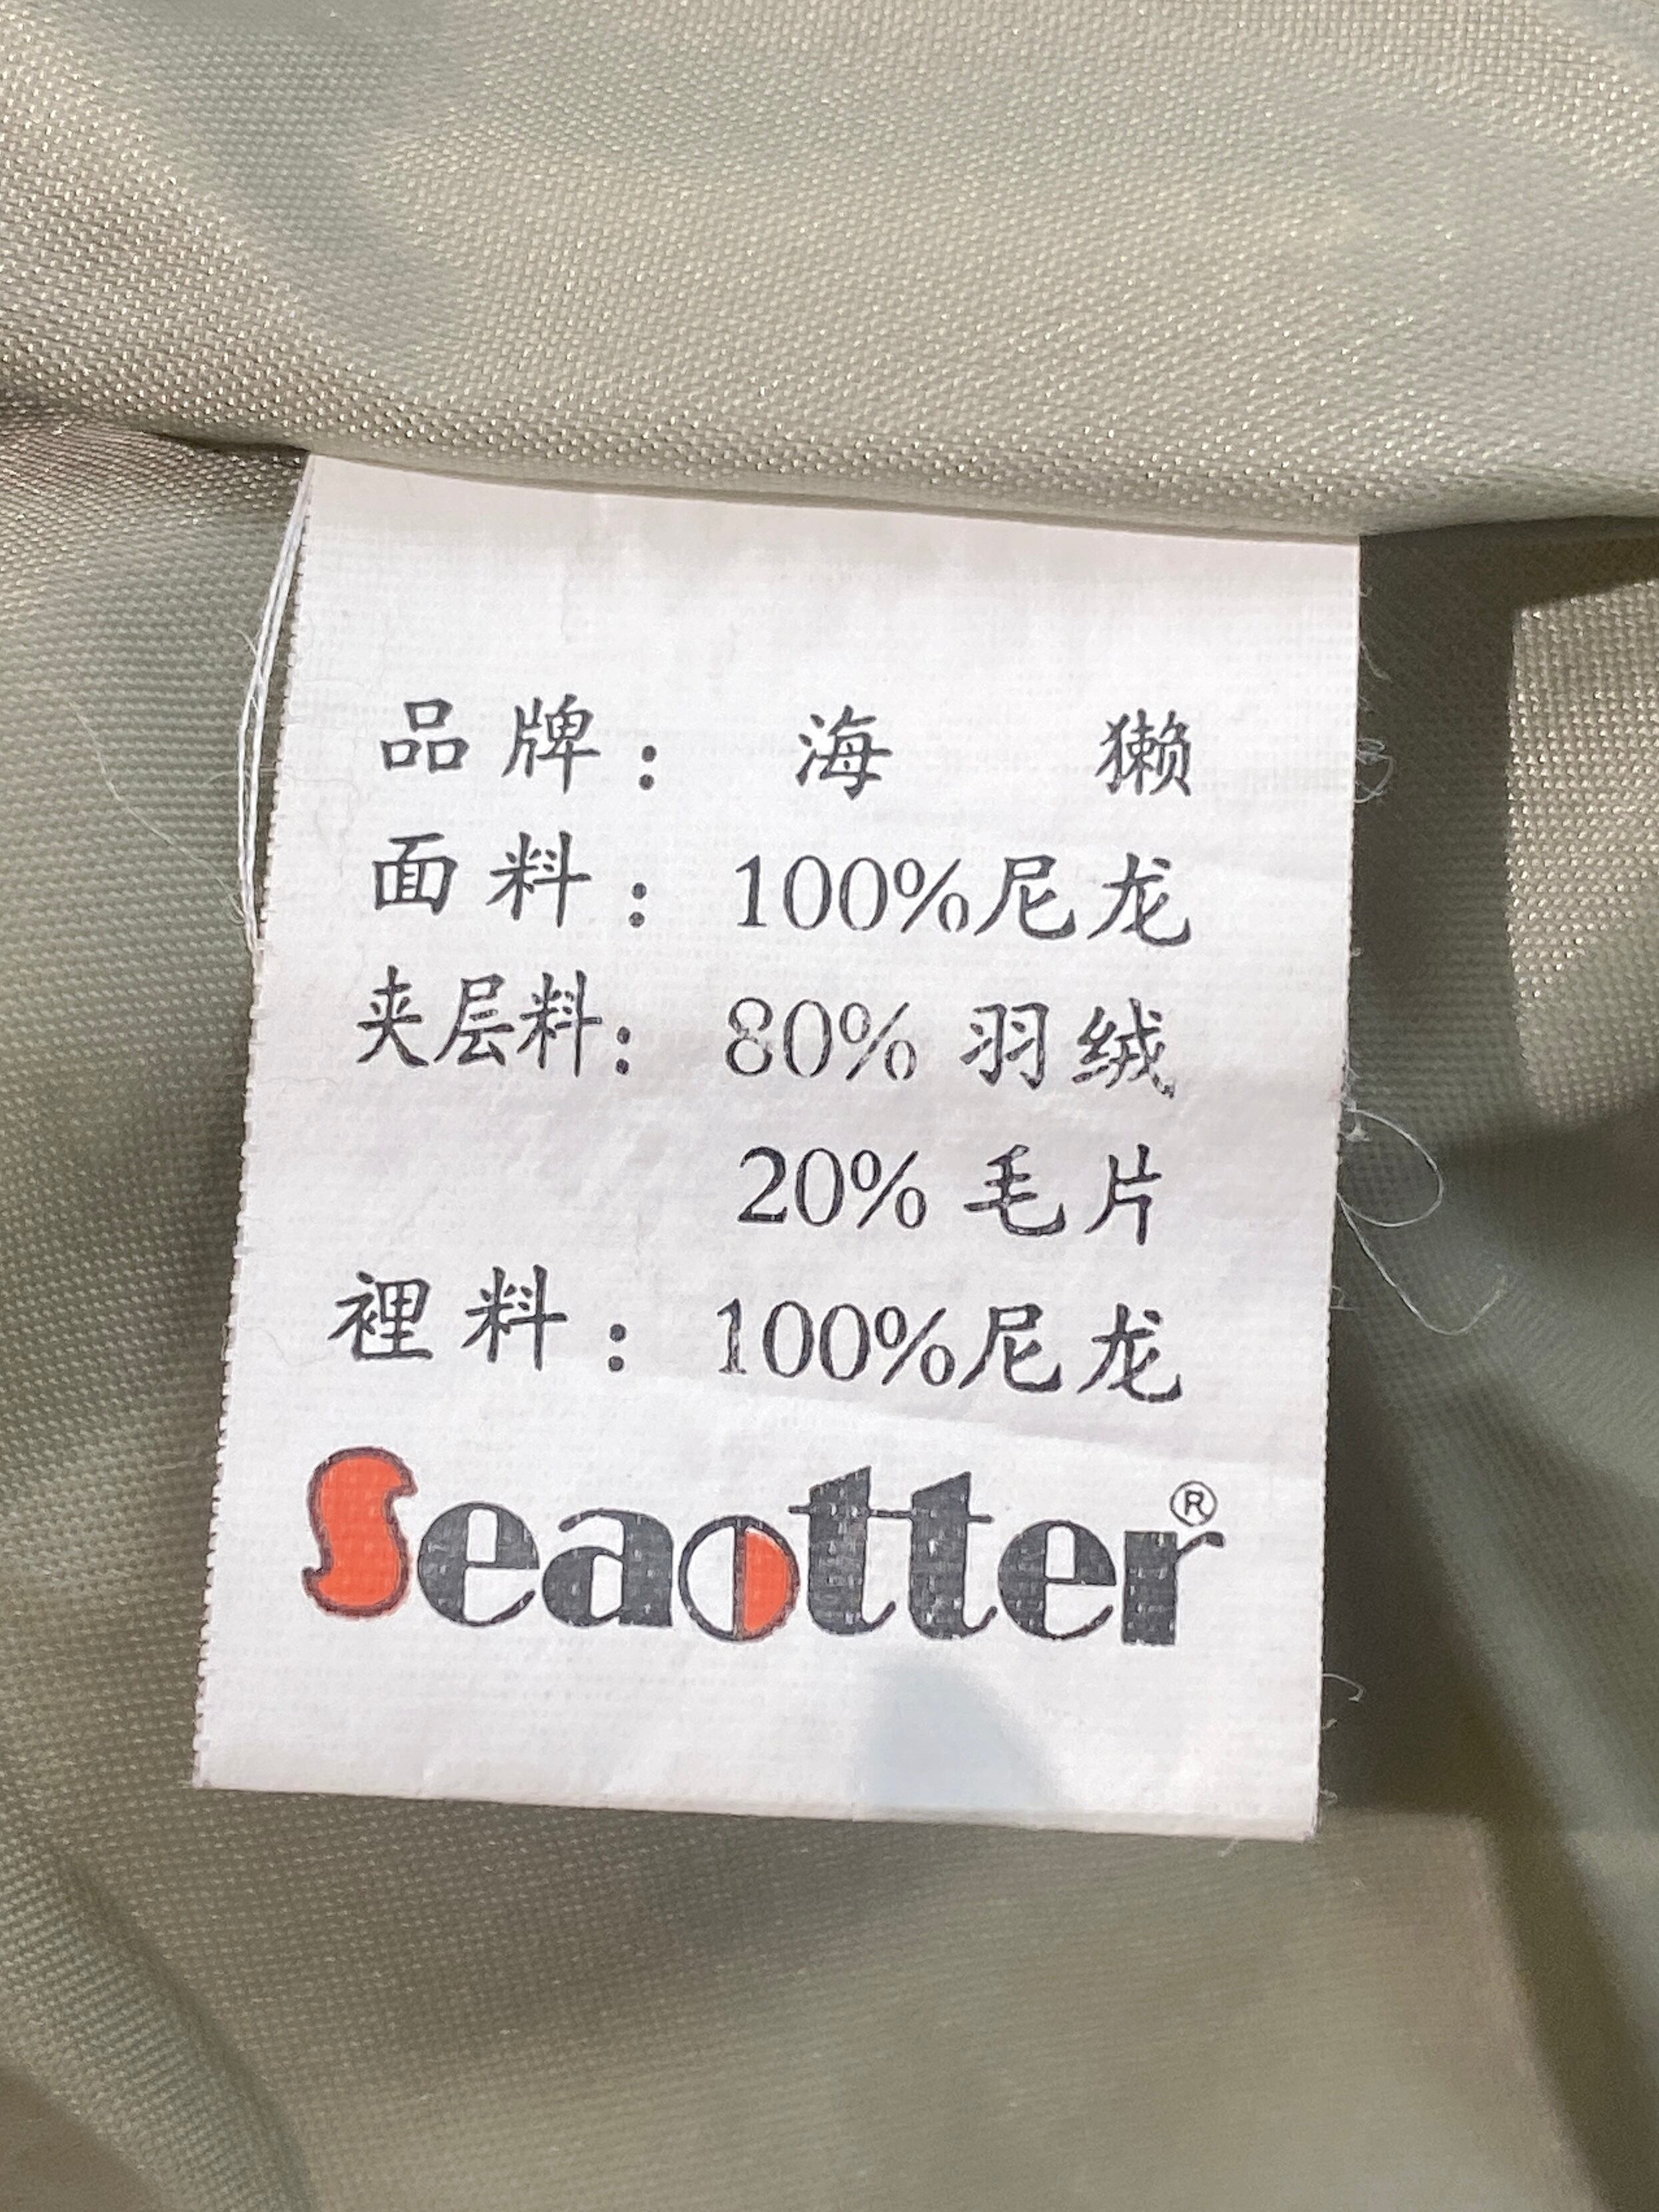 品牌： 海 獭
面料：100%尼龙
夹层料：80%羽绒
20%毛片
裡料：100%尼龙
Seaotter®